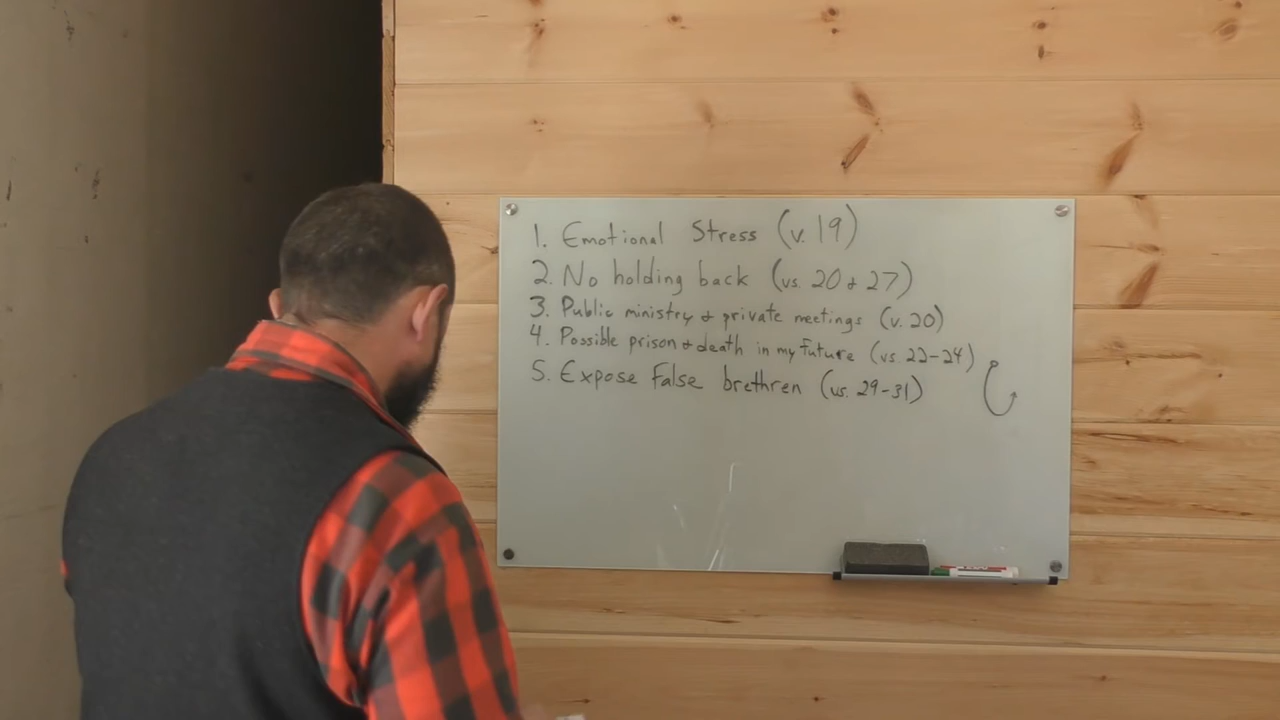 1. Emotional Stress (v. 19)
2. No holding back (vs. 20 & 27)
3. Public ministry & private meetings (v. 20)
4. Possible prison & death in my future (vs. 22-24)
5. Expose False brethren (vs. 29-31)